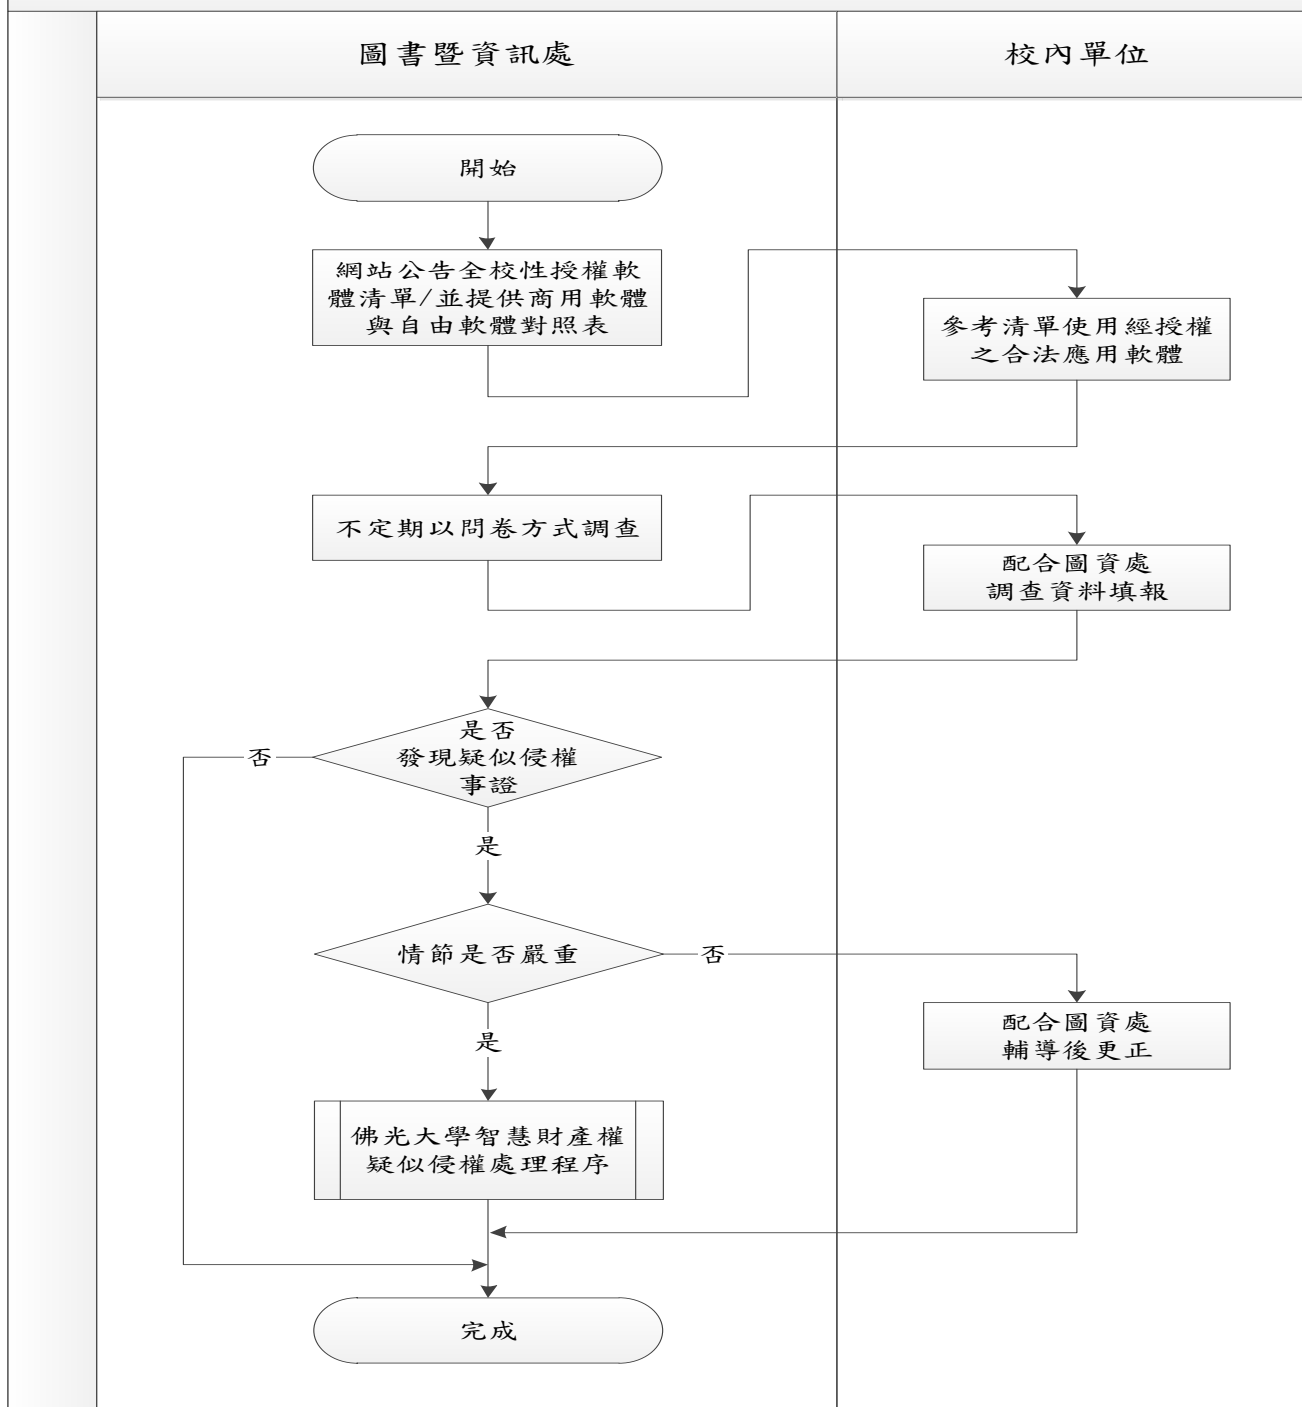 圖書暨資訊處
校內單位
開始
網站公告全校性授權軟
體清單/並提供商用軟體
與自由軟體對照表
參考清單使用經授權
之合法應用軟體
不定期以問卷方式調查
配合圖資處
調查資料填報
是否
發現疑似侵權
事證
否
是
情節是否嚴重
否
是
配合圖資處
輔導後更正
佛光大學智慧財產權
疑似侵權處理程序
完成